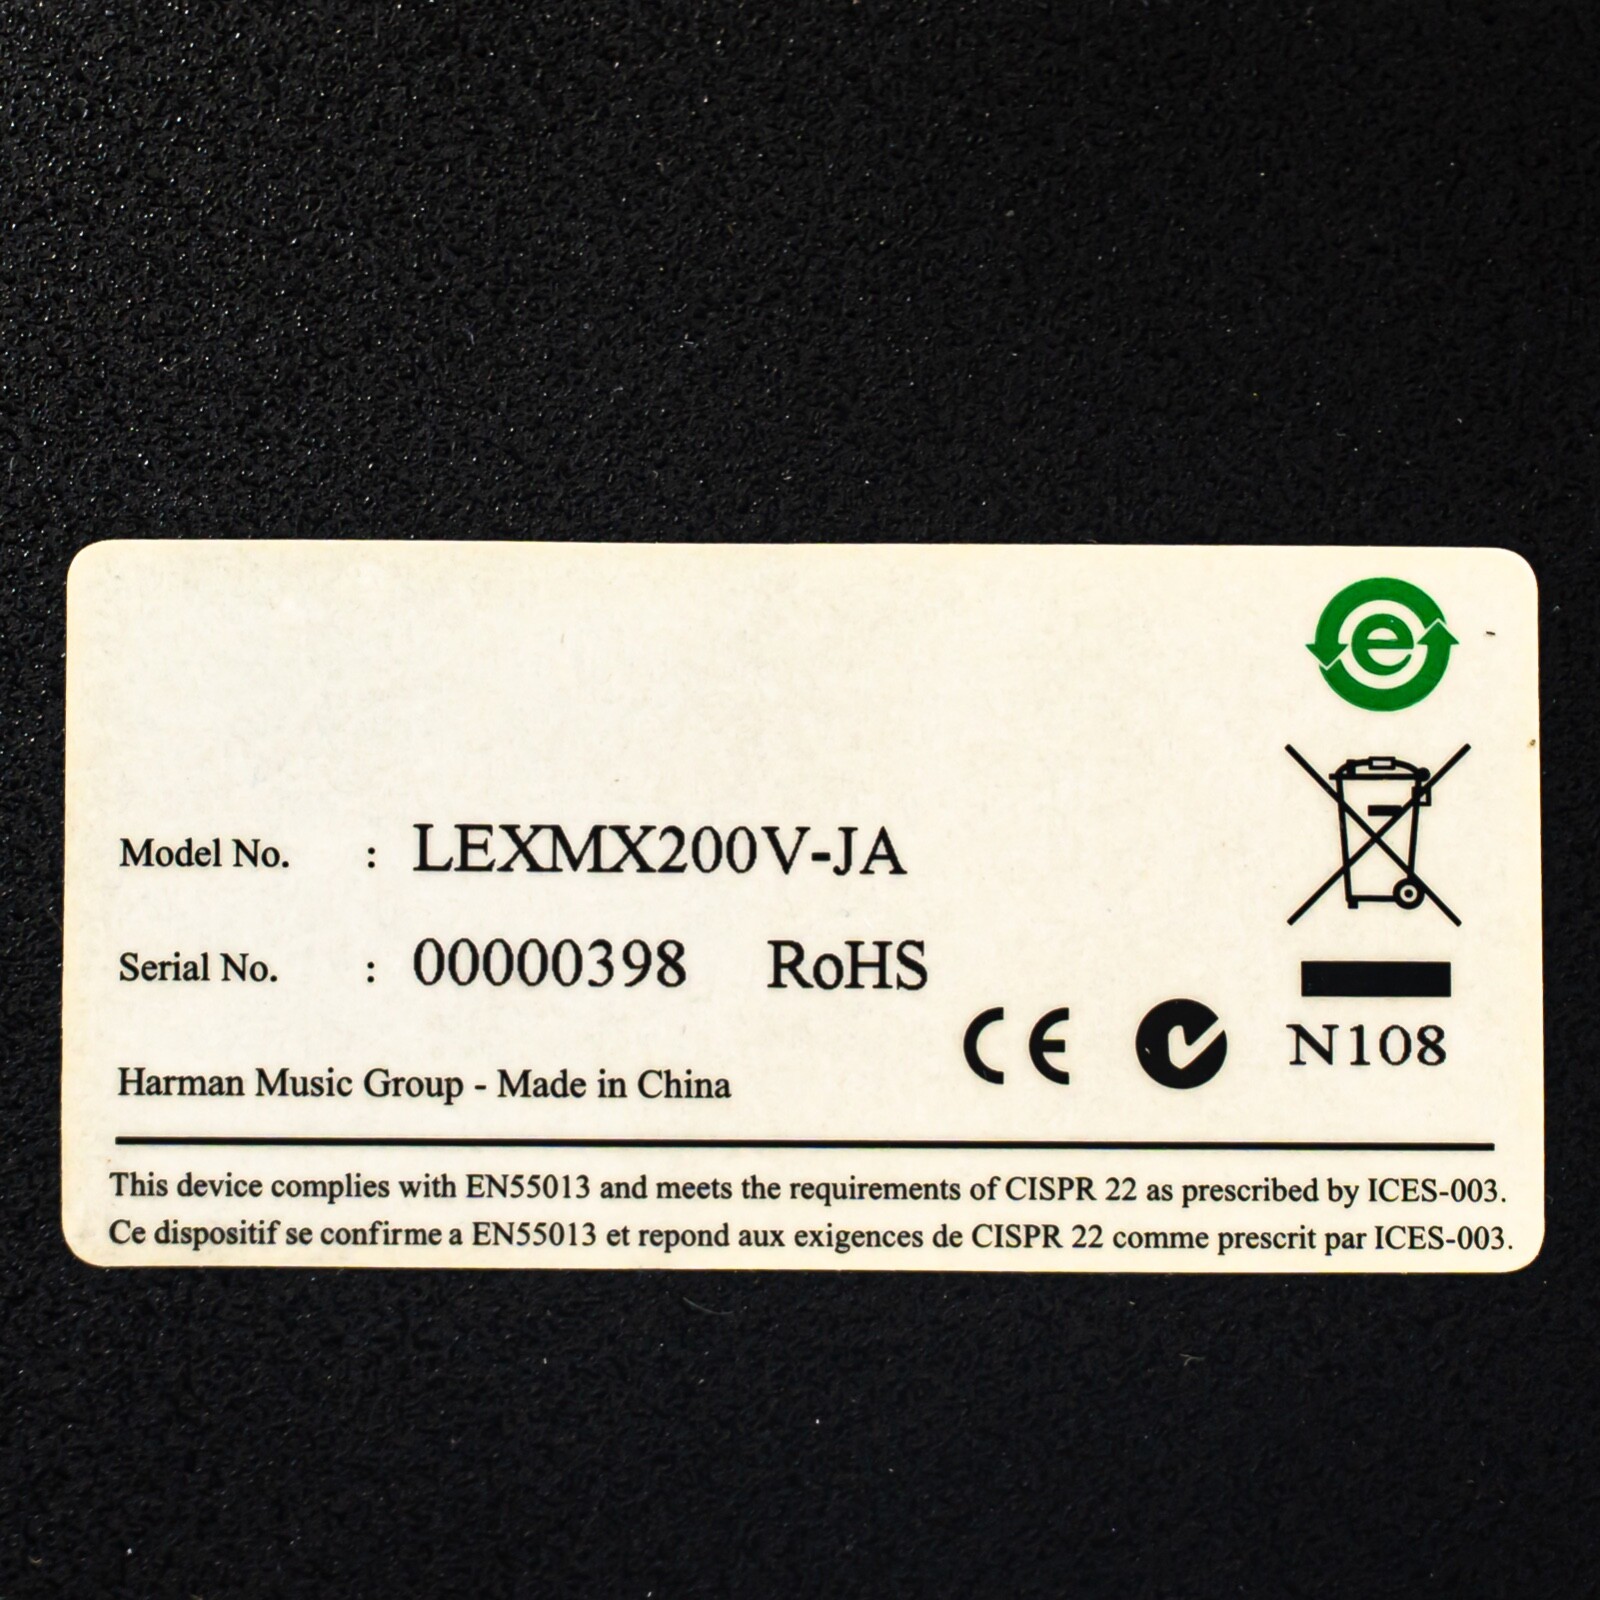 e
Model No. : LEXMX200V-JA
Serial No. : 00000398 RoHS
CE N108
Harman Music Group - Made in China
This device complies with EN55013 and meets the requirements of CISPR 22 as prescribed by ICES-003.
Ce dispositif se confirme a EN55013 et repond aux exigences de CISPR 22 comme prescrit par ICES-003.